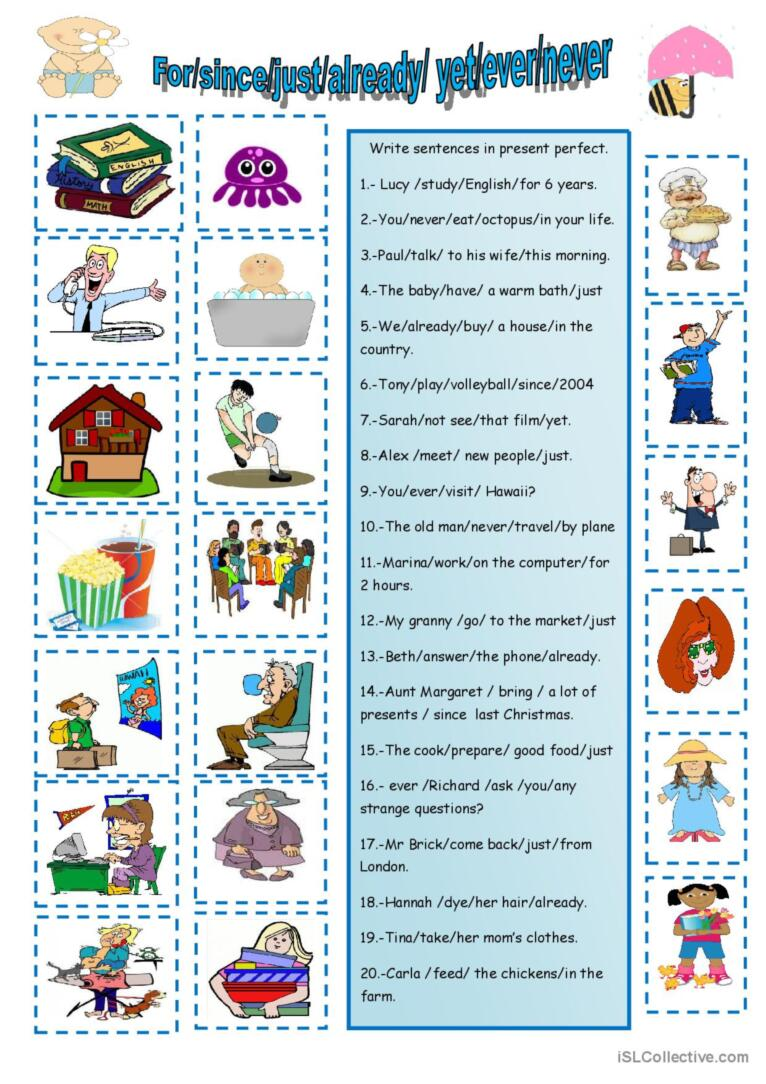 For/since/just/already/ yet/ever/never
ENGLISH
History
MATH
HAWAII
Write sentences in present perfect.
1.- Lucy /study/English/for 6 years.
2.-You/never/eat/octopus/in your life.
3.-Paul/talk/ to his wife/this morning.
4.-The baby/have/ a warm bath/just
5.-We/already/buy/ a house/in the
country.
6.-Tony/play/volleyball/since/2004
7.-Sarah/not see/that film/yet.
8.-Alex /meet/ new people/just.
9.-You/ever/visit/ Hawaii?
10.-The old man/never/travel/by plane
11.-Marina/work/on the computer/for
2 hours.
12.-My granny /go/ to the market/just
13.-Beth/answer/the phone/already.
14.-Aunt Margaret / bring / a lot of
presents / since last Christmas.
15.-The cook/prepare/ good food/just
16.- ever /Richard /ask /you/any
strange questions?
17.-Mr Brick/come back/just/from
London.
18.-Hannah /dye/her hair/already.
19.-Tina/take/her mom's clothes.
20.-Carla /feed/ the chickens/in the
farm.
iSLCollective.com